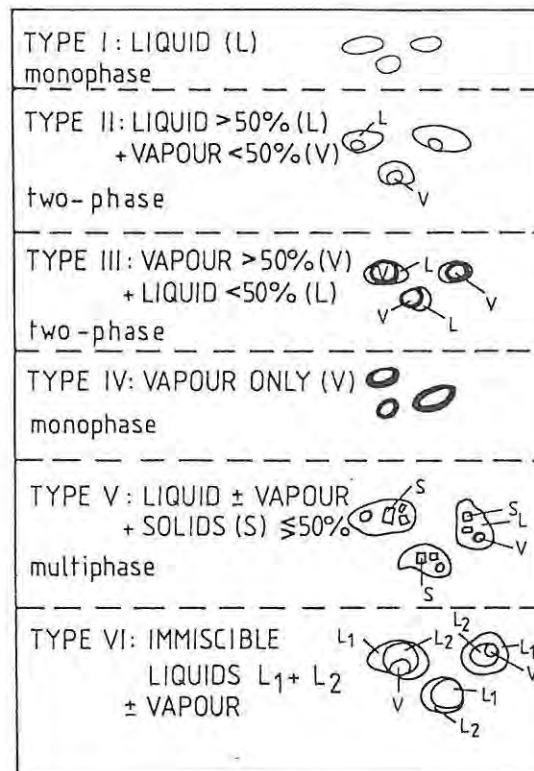 TYPE I: LIQUID (L)
monophase
TYPE II: LIQUID >50% (L)
+ VAPOUR <50% (V)
two-phase
L
V
TYPE III: VAPOUR >50% (V)
+ LIQUID <50% (L)
two-phase
V L
V
V L
TYPE IV: VAPOUR ONLY (V)
monophase
TYPE V: LIQUID ± VAPOUR
+ SOLIDS (S) ≦50%
multiphase
S
S
L
V
S
TYPE VI: IMMISCIBLE
LIQUIDS L₁+ L₂
± VAPOUR
L₁ L₂
V
L₂
L₁
V
L₁
L₂